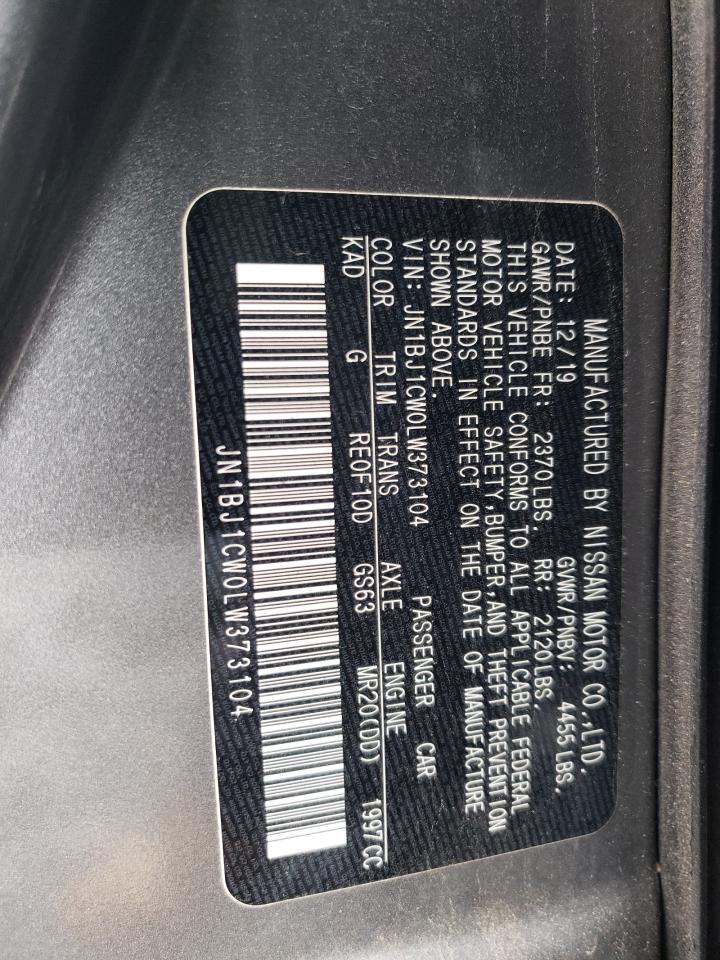 MANUFACTURED BY NISSAN MOTOR CO.,LTD.
DATE: 12/19 GVWR/PNBV: 4455 LBS.
GAWR/PNBE FR: 2370LBS. RR: 2120LBS.
THIS VEHICLE CONFORMS TO ALL APPLICABLE FEDERAL
MOTOR VEHICLE SAFETY,BUMPER,AND THEFT PREVENTION
STANDARDS IN EFFECT ON THE DATE OF MANUFACTURE
SHOWN ABOVE.
VIN: JN1BJ1CW0LW373104 PASSENGER CAR
COLOR TRIM TRANS AXLE ENGINE
KAD G RE0F10D GS63 MR20(DD) 1997CC
JN1BJ1CW0LW373104